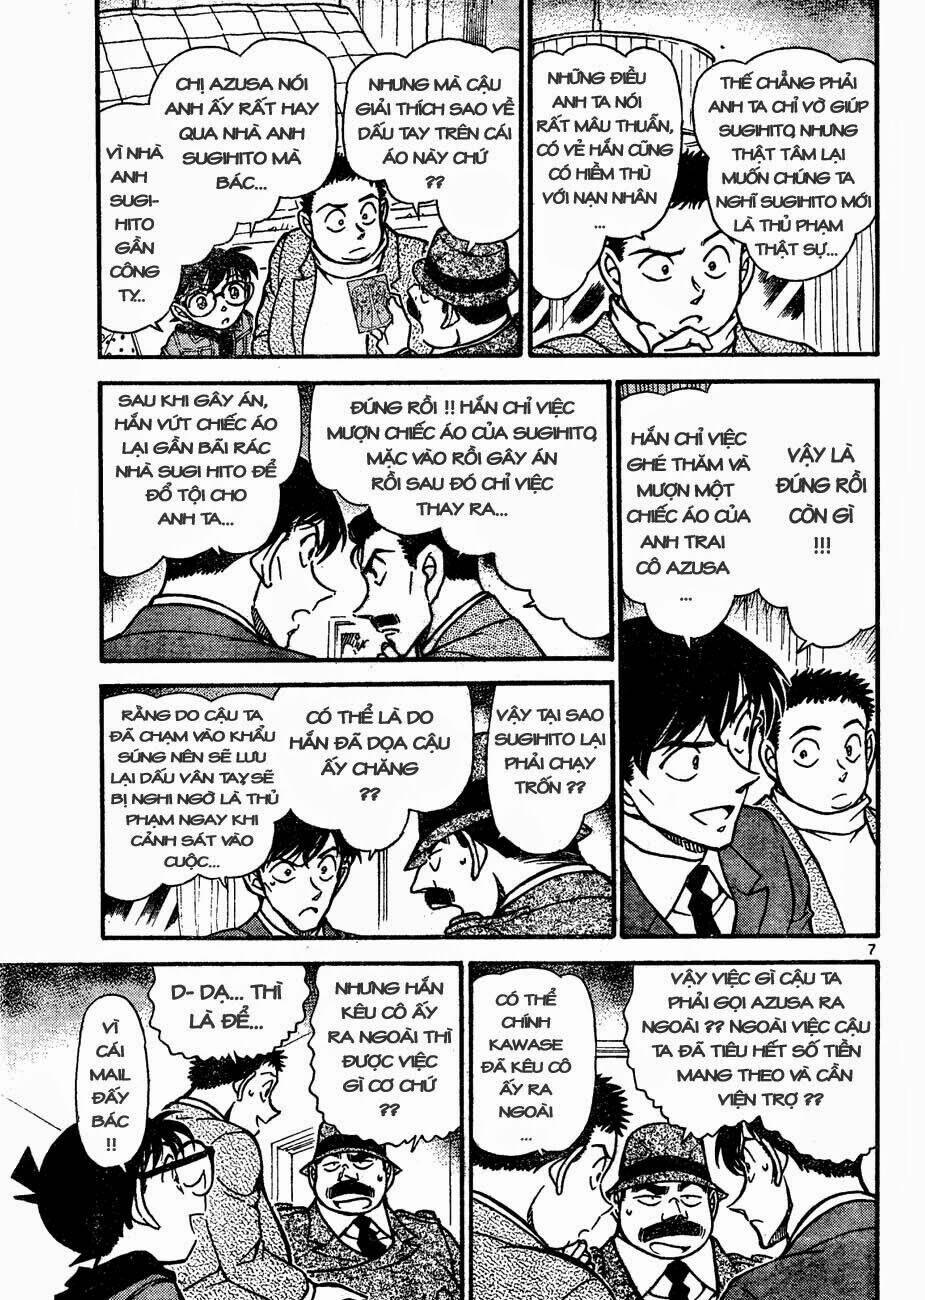 THẾ CHẲNG PHẢI
ANH TA CHỈ VỜ GIÚP
SUGIHITO, NHƯNG
THẬT TÂM LẠI
MUỐN CHÚNG TA
NGHĨ SUGIHITO MỚI
LÀ THỦ PHẠM
THẬT SỰ...
NHỮNG ĐIỀU
ANH TA NÓI
RẤT MÂU THUẪN,
CÓ VẺ HẮN CŨNG
CÓ HIỀM THÙ
VỚI NẠN NHÂN
...
NHƯNG MÀ CẬU
GIẢI THÍCH SAO VỀ
DẤU TAY TRÊN CÁI
ÁO NÀY CHỨ
??
CHỊ AZUSA NÓI
ANH ẤY RẤT HAY
QUA NHÀ ANH
SUGIHITO MÀ
BÁC...
VÌ NHÀ
ANH
SUGI-
HITO
GẦN
CÔNG
TY...
VẬY LÀ
ĐÚNG RỒI
CÒN GÌ
!!!
HẮN CHỈ VIỆC
GHÉ THĂM VÀ
MƯỢN MỘT
CHIẾC ÁO CỦA
ANH TRAI
CÔ AZUSA
...
ĐÚNG RỒI !! HẮN CHỈ VIỆC
MƯỢN CHIẾC ÁO CỦA SUGIHITO,
MẶC VÀO RỒI GÂY ÁN
RỒI SAU ĐÓ CHỈ VIỆC
THAY RA...
SAU KHI GÂY ÁN,
HẮN VỨT CHIẾC ÁO
LẠI GẦN BÃI RÁC
NHÀ SUGI HITO ĐỂ
ĐỔ TỘI CHO
ANH TA...
VẬY TẠI SAO
SUGIHITO LẠI
PHẢI CHẠY
TRỐN ??
CÓ THỂ LÀ DO
HẮN ĐÃ DỌA CẬU
ẤY CHĂNG
??
RẰNG DO CẬU TA
ĐÃ CHẠM VÀO KHẨU
SÚNG NÊN SẼ LƯU
LẠI DẤU VÂN TAY, SẼ
BỊ NGHI NGỜ LÀ THỦ
PHẠM NGAY KHI
CẢNH SÁT VÀO
CUỘC...
7
VẬY VIỆC GÌ CẬU TA
PHẢI GỌI AZUSA RA
NGOÀI ?? NGOÀI VIỆC CẬU
TA ĐÃ TIÊU HẾT SỐ TIỀN
MANG THEO VÀ CẦN
VIỆN TRỢ ??
CÓ THỂ
CHÍNH
KAWASE
ĐÃ KÊU CÔ
ẤY RA
NGOÀI
NHƯNG HẮN
KÊU CÔ ẤY
RA NGOÀI THÌ
ĐƯỢC VIỆC
GÌ CƠ CHỨ
??
D- DẠ... THÌ
LÀ ĐỂ...
VÌ
CÁI
MAIL
ĐẤY
BÁC
!!